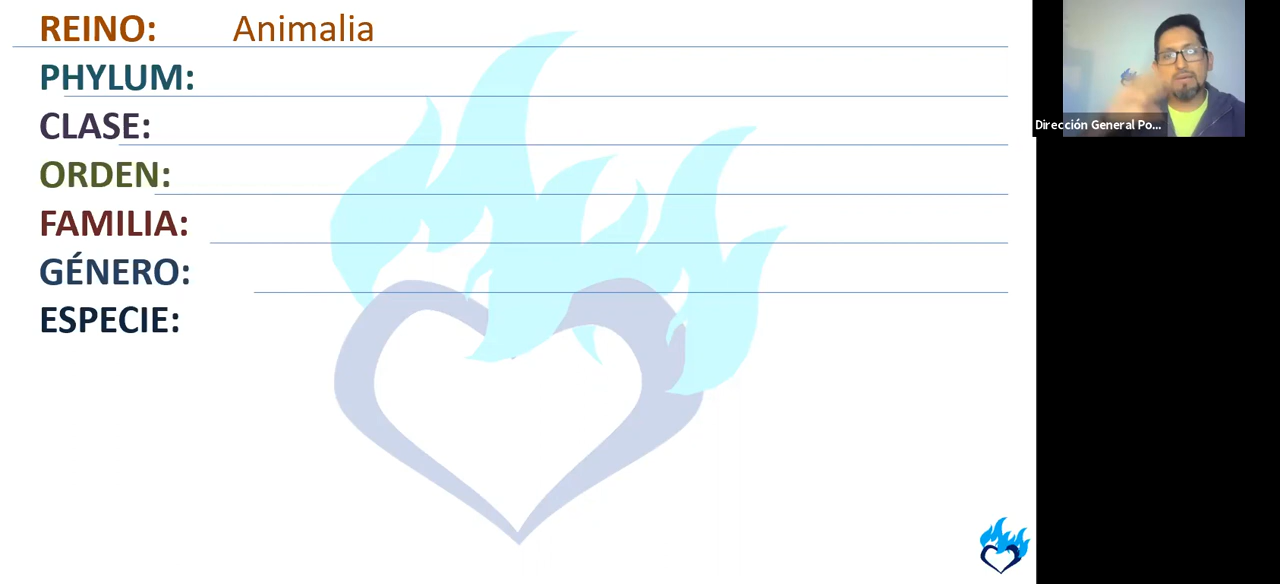 REINO: Animalia
PHYLUM:
CLASE:
ORDEN:
FAMILIA:
GÉNERO:
ESPECIE:
Dirección General Po...